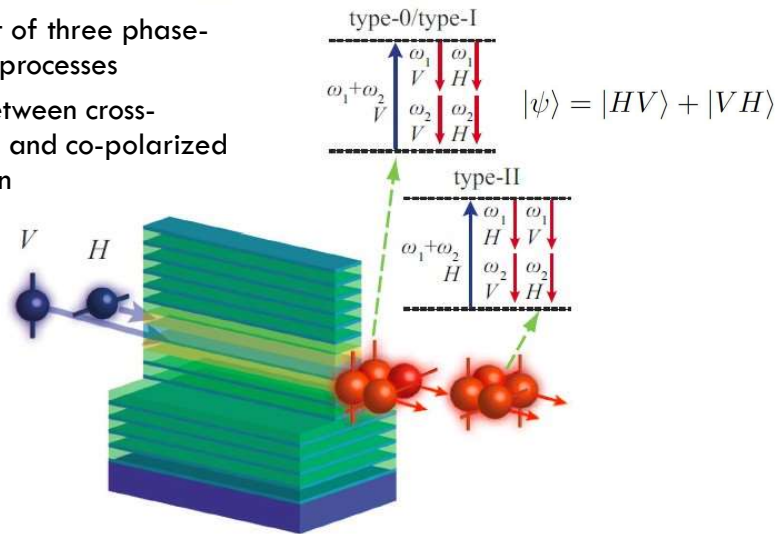 t of three phase-
processes
etween cross-
and co-polarized
n
type-0/type-I
ω₁+ω₂
V
ω₁ ω₁
V H
ω₂ ω₂
V H
|ψ⟩ = |HV⟩ + |VH⟩
type-II
ω₁+ω₂
H
ω₁ ω₁
H V
ω₂ ω₂
V H
V
H